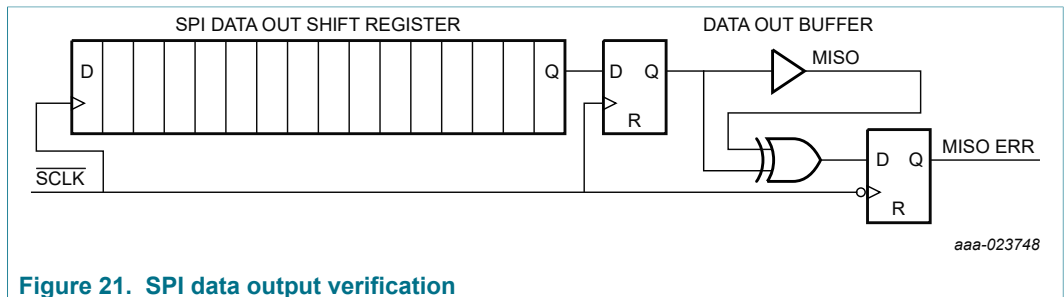 SPI DATA OUT SHIFT REGISTER
DATA OUT BUFFER
D
Q
D
Q
R
MISO
D
Q
R
MISO ERR
SCLK
aaa-023748
Figure 21. SPI data output verification